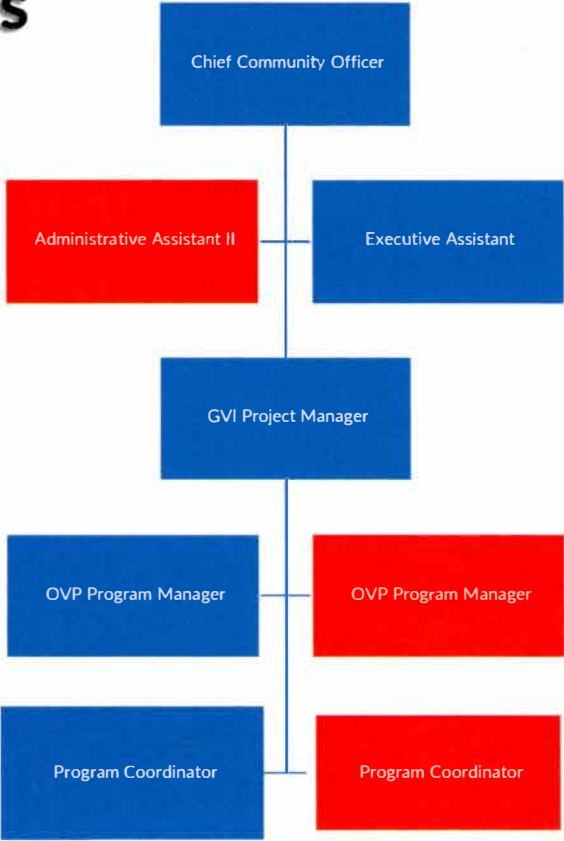 s
Chief Community Officer
Administrative Assistant II
Executive Assistant
GVI Project Manager
OVP Program Manager
OVP Program Manager
Program Coordinator
Program Coordinator